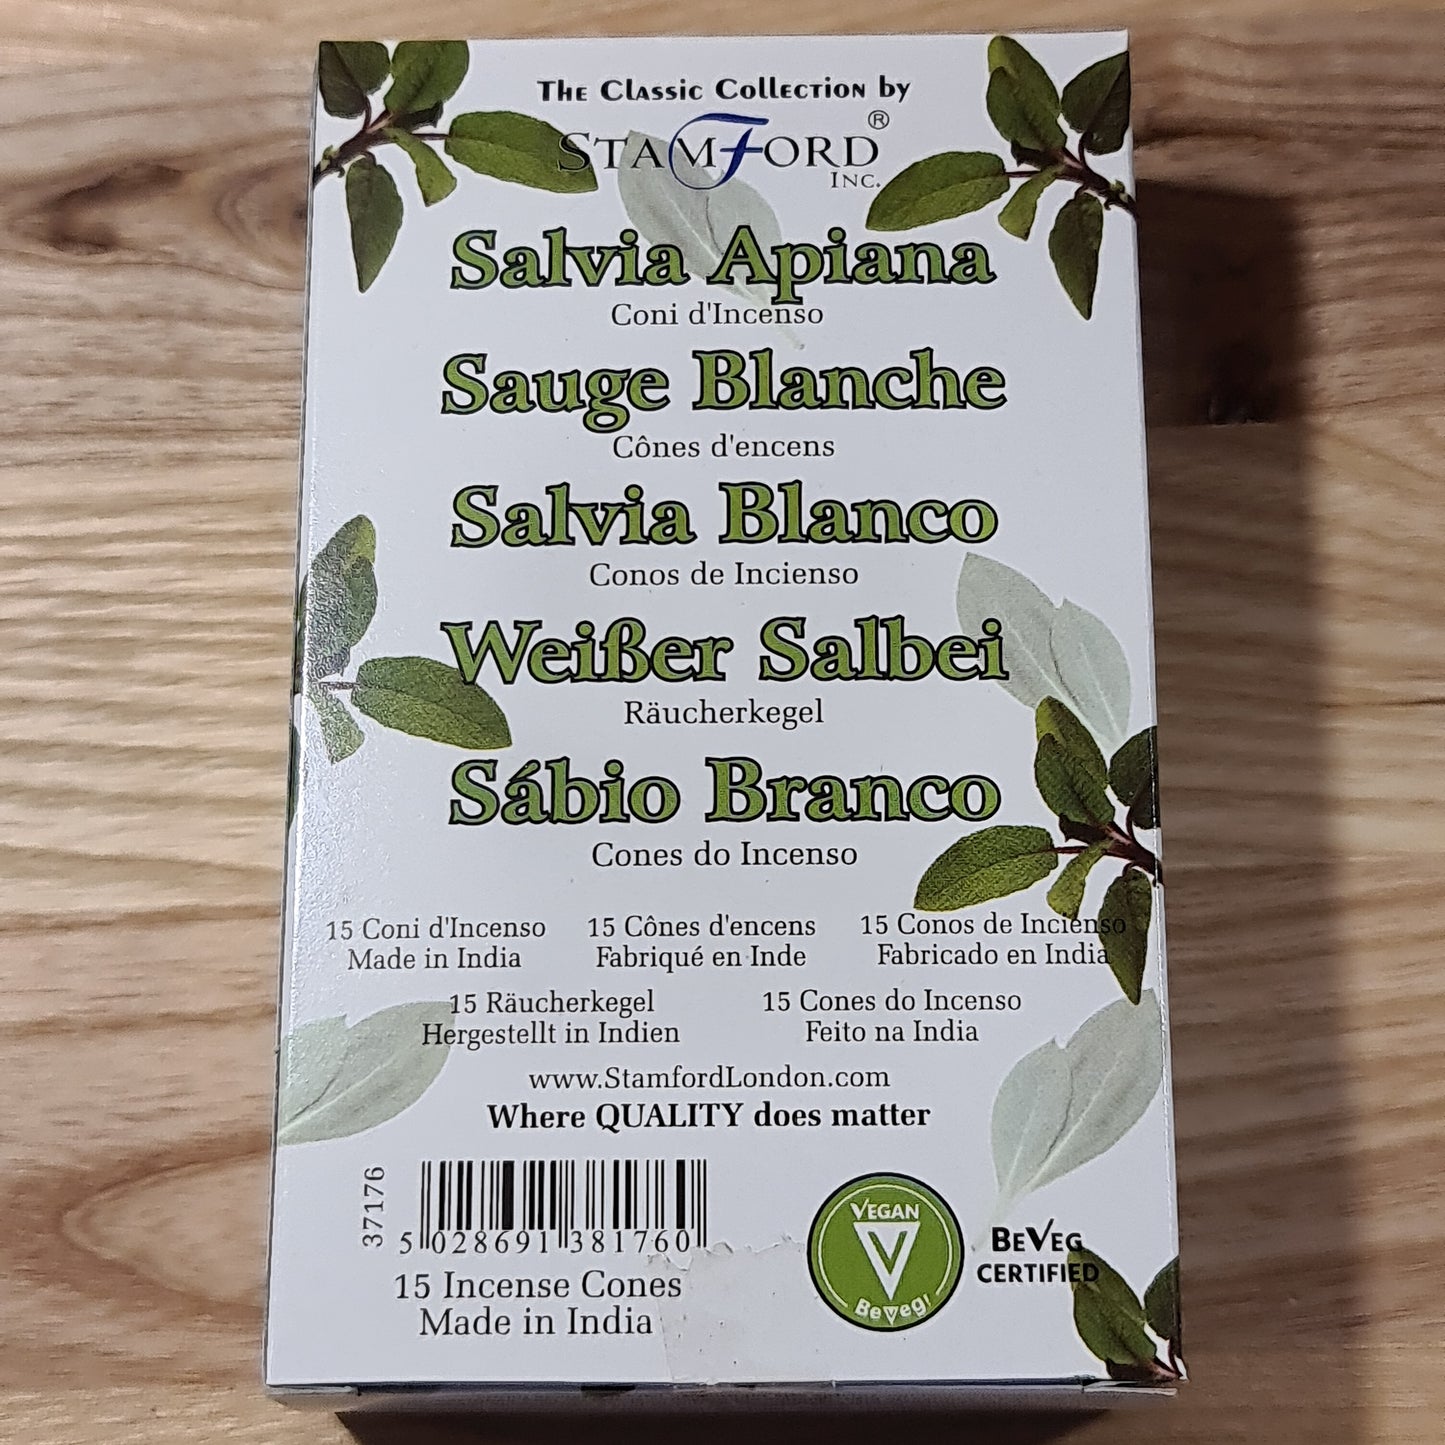 The Classic Collection by
STAMFORD®
INC.
Salvia Apiana
Coni d'Incenso
Sauge Blanche
Cônes d'encens
Salvia Blanco
Conos de Incienso
Weißer Salbei
Räucherkegel
Sábio Branco
Cones do Incenso
15 Coni d'Incenso
Made in India
15 Cônes d'encens
Fabriqué en Inde
15 Conos de Incienso
Fabricado en India
15 Räucherkegel
Hergestellt in Indien
15 Cones do Incenso
Feito na India
www.StamfordLondon.com
Where QUALITY does matter
37176
5 028691 381760
15 Incense Cones
Made in India
VEGAN
BeVeg!
BEVEG
CERTIFIED